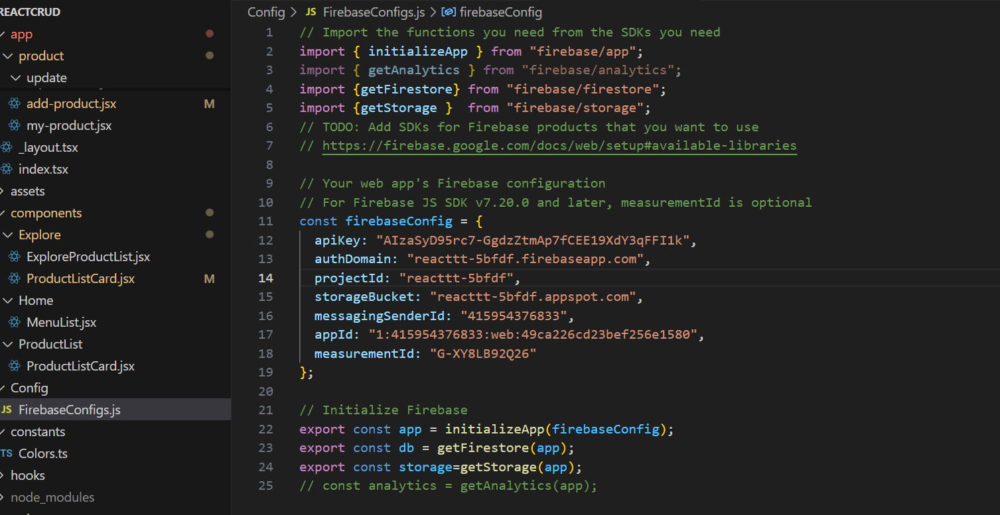 REACTCRUD
app
product
update
add-product.jsx M
my-product.jsx
_layout.tsx
index.tsx
assets
components
Explore
ExploreProductList.jsx
ProductListCard.jsx M
Home
MenuList.jsx
ProductList
ProductListCard.jsx
Config
JS FirebaseConfigs.js
constants
TS Colors.ts
hooks
node_modules
Config > JS FirebaseConfigs.js > firebaseConfig
1 // Import the functions you need from the SDKs you need
2 import { initializeApp } from "firebase/app";
3 import { getAnalytics } from "firebase/analytics";
4 import {getFirestore} from "firebase/firestore";
5 import {getStorage }  from "firebase/storage";
6 // TODO: Add SDKs for Firebase products that you want to use
7 // https://firebase.google.com/docs/web/setup#available-libraries
8
9 // Your web app's Firebase configuration
10 // For Firebase JS SDK v7.20.0 and later, measurementId is optional
11 const firebaseConfig = {
12   apiKey: "AIzaSyD95rc7-GgdzZtmAp7fCEE19XdY3qFFI1k",
13   authDomain: "reacttt-5bfdf.firebaseapp.com",
14   projectId: "reacttt-5bfdf",
15   storageBucket: "reacttt-5bfdf.appspot.com",
16   messagingSenderId: "415954376833",
17   appId: "1:415954376833:web:49ca226cd23bef256e1580",
18   measurementId: "G-XY8LB92Q26"
19 };
20
21 // Initialize Firebase
22 export const app = initializeApp(firebaseConfig);
23 export const db = getFirestore(app);
24 export const storage=getStorage(app);
25 // const analytics = getAnalytics(app);